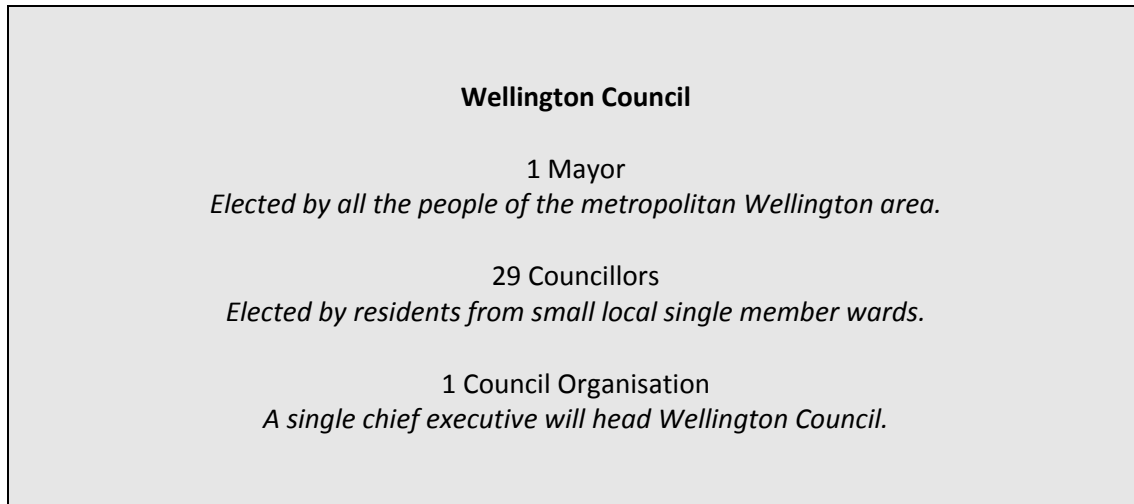 Wellington Council
1 Mayor
Elected by all the people of the metropolitan Wellington area.
29 Councillors
Elected by residents from small local single member wards.
1 Council Organisation
A single chief executive will head Wellington Council.